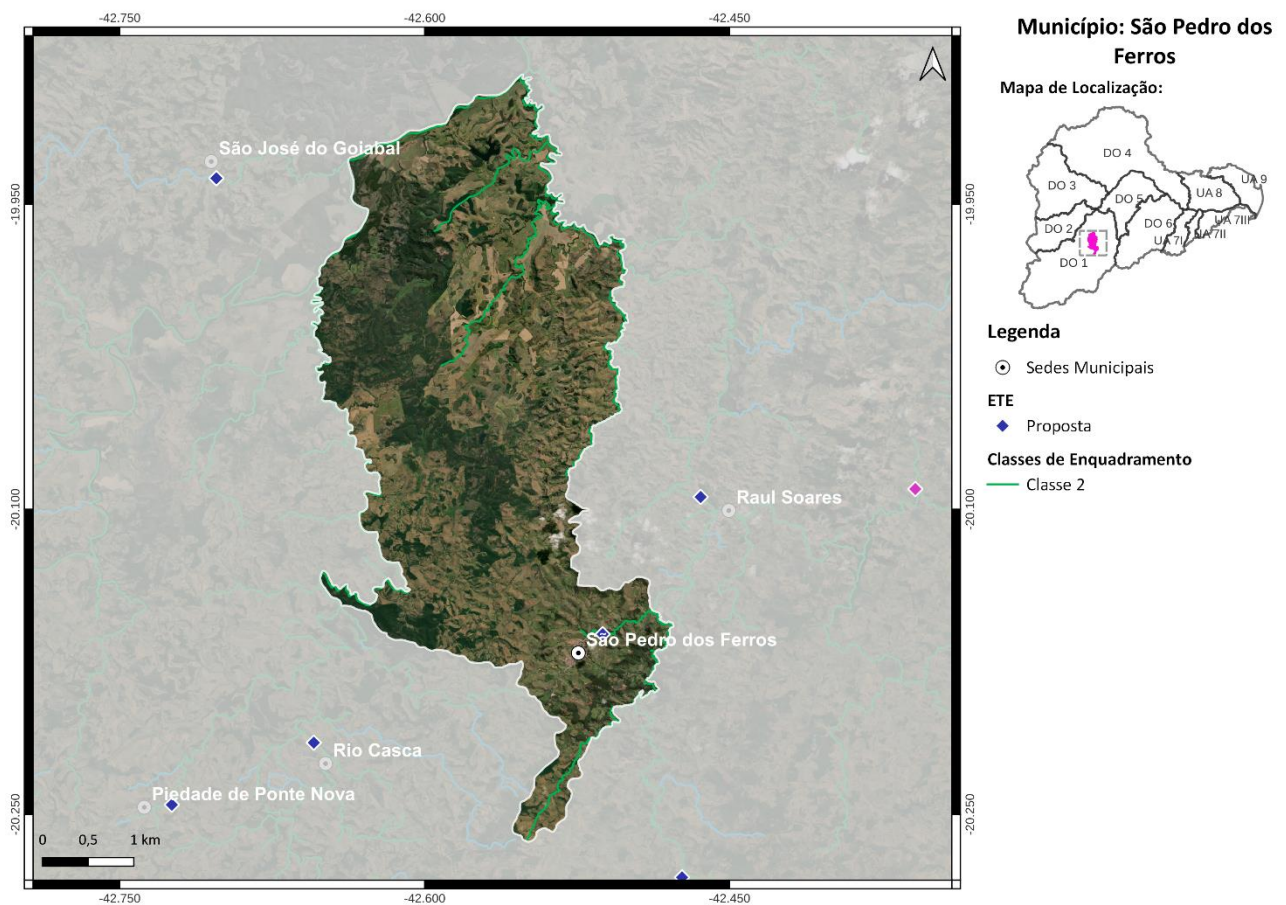 Município: São Pedro dos
Ferros
Mapa de Localização:
DO 4
UA 9
DO 3
UA 8
DO 5
DO 2
DO 6
UA 7III
UA 7II
UA 7I
DO 1
Legenda
Sedes Municipais
ETE
Proposta
Classes de Enquadramento
Classe 2
-42.750 -42.600 -42.450
São José do Goiabal
-19.950 -19.950
Raul Soares
-20.100 -20.100
São Pedro dos Ferros
Rio Casca
Piedade de Ponte Nova
-20.250 -20.250
0 0,5 1 km
-42.750 -42.600 -42.450